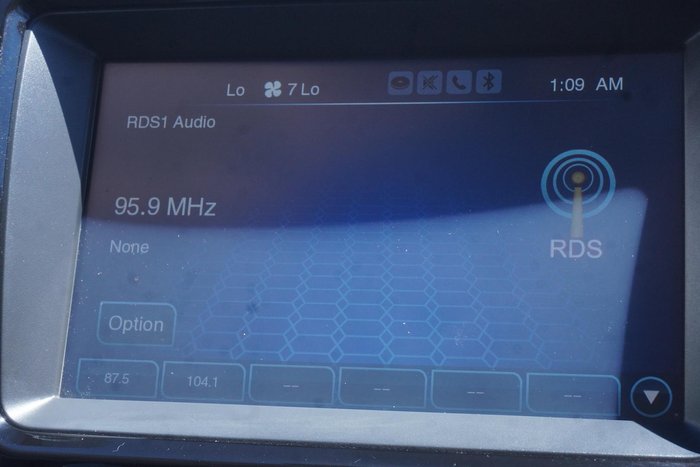 Lo 7 Lo 1:09 AM
RDS1 Audio
95.9 MHz
RDS
None
Option
87.5 104.1 -- -- -- --